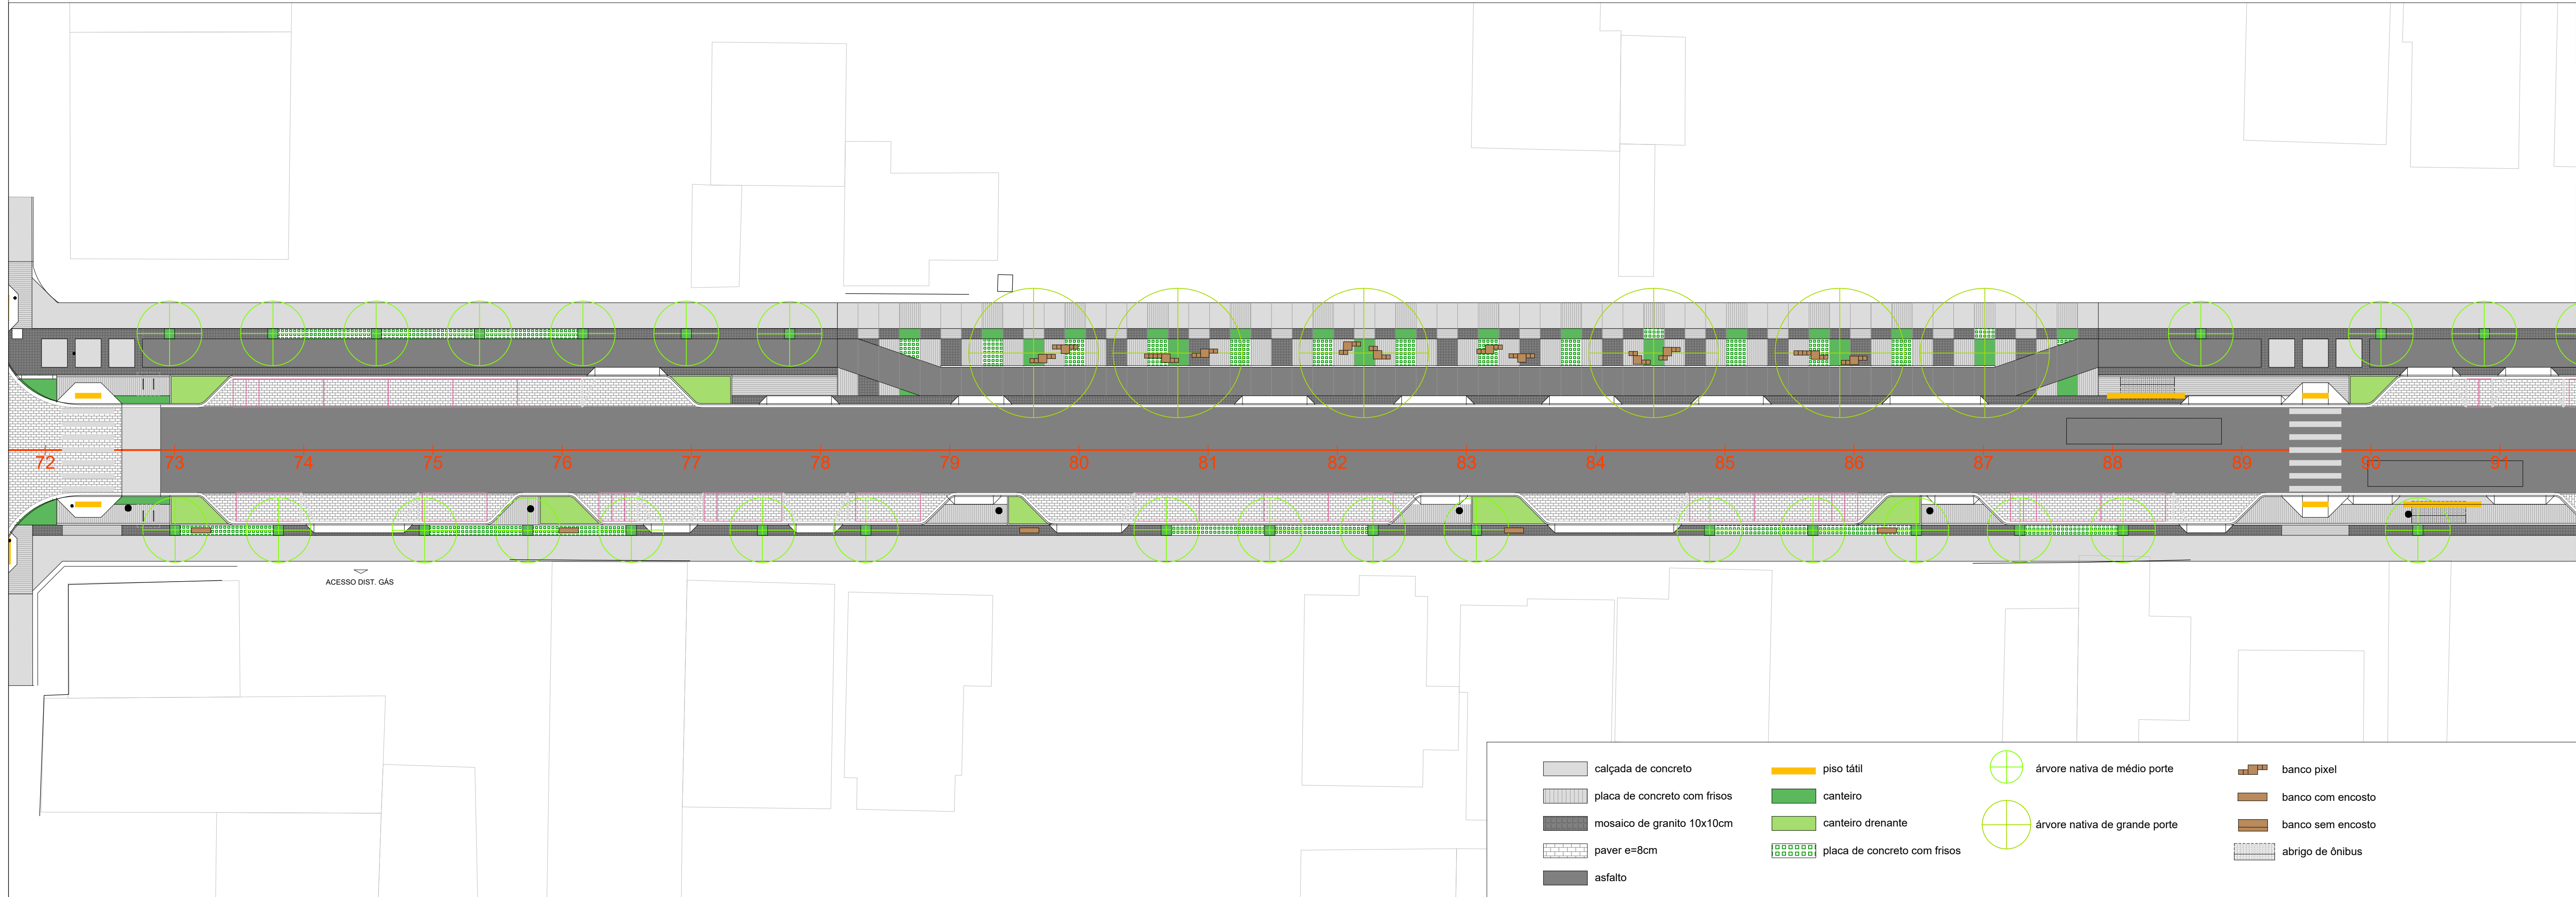 72 73 74 75 76 77 78 79 80 81 82 83 84 85 86 87 88 89 90 91
ACESSO DIST. GÁS
calçada de concreto
placa de concreto com frisos
mosaico de granito 10x10cm
paver e=8cm
asfalto
piso tátil
canteiro
canteiro drenante
placa de concreto com frisos
árvore nativa de médio porte
árvore nativa de grande porte
banco pixel
banco com encosto
banco sem encosto
abrigo de ônibus